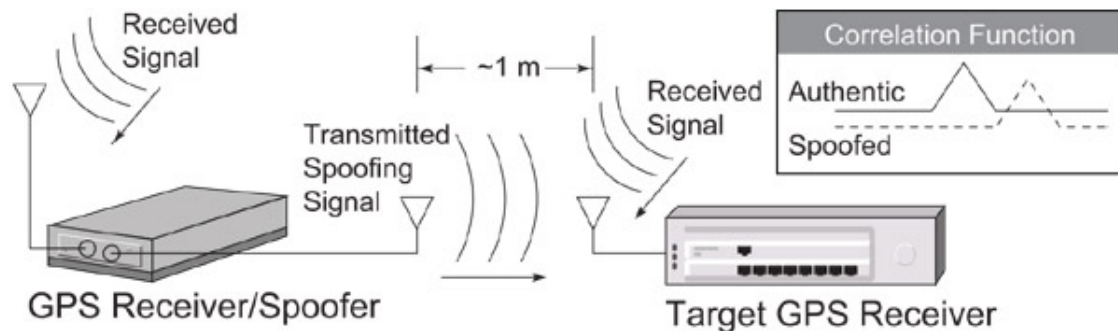 Received
Signal
~1 m
Received
Signal
Transmitted
Spoofing
Signal
Correlation Function
Authentic
Spoofed
GPS Receiver/Spoofer
Target GPS Receiver